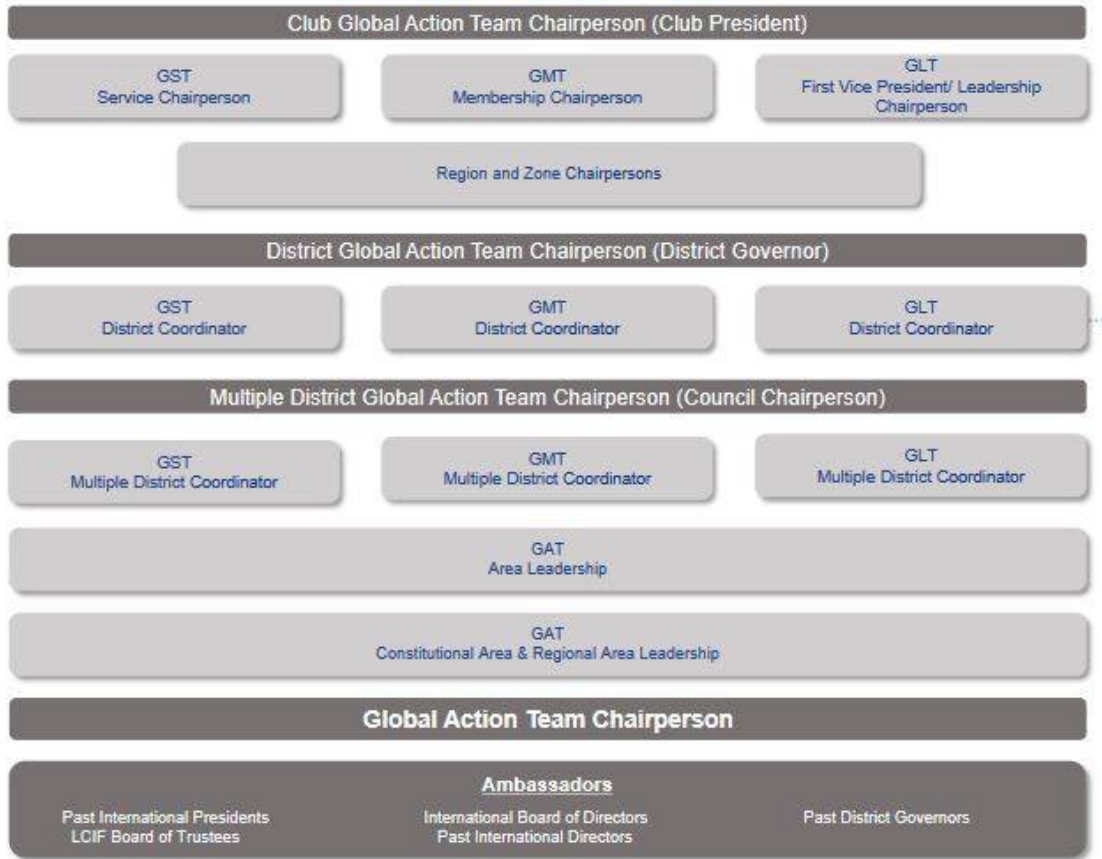 Club Global Action Team Chairperson (Club President)
GST
Service Chairperson
GMT
Membership Chairperson
GLT
First Vice President/ Leadership
Chairperson
Region and Zone Chairpersons
District Global Action Team Chairperson (District Governor)
GST
District Coordinator
GMT
District Coordinator
GLT
District Coordinator
Multiple District Global Action Team Chairperson (Council Chairperson)
GST
Multiple District Coordinator
GMT
Multiple District Coordinator
GLT
Multiple District Coordinator
GAT
Area Leadership
GAT
Constitutional Area & Regional Area Leadership
Global Action Team Chairperson
Ambassadors
Past International Presidents
LCIF Board of Trustees
International Board of Directors
Past International Directors
Past District Governors